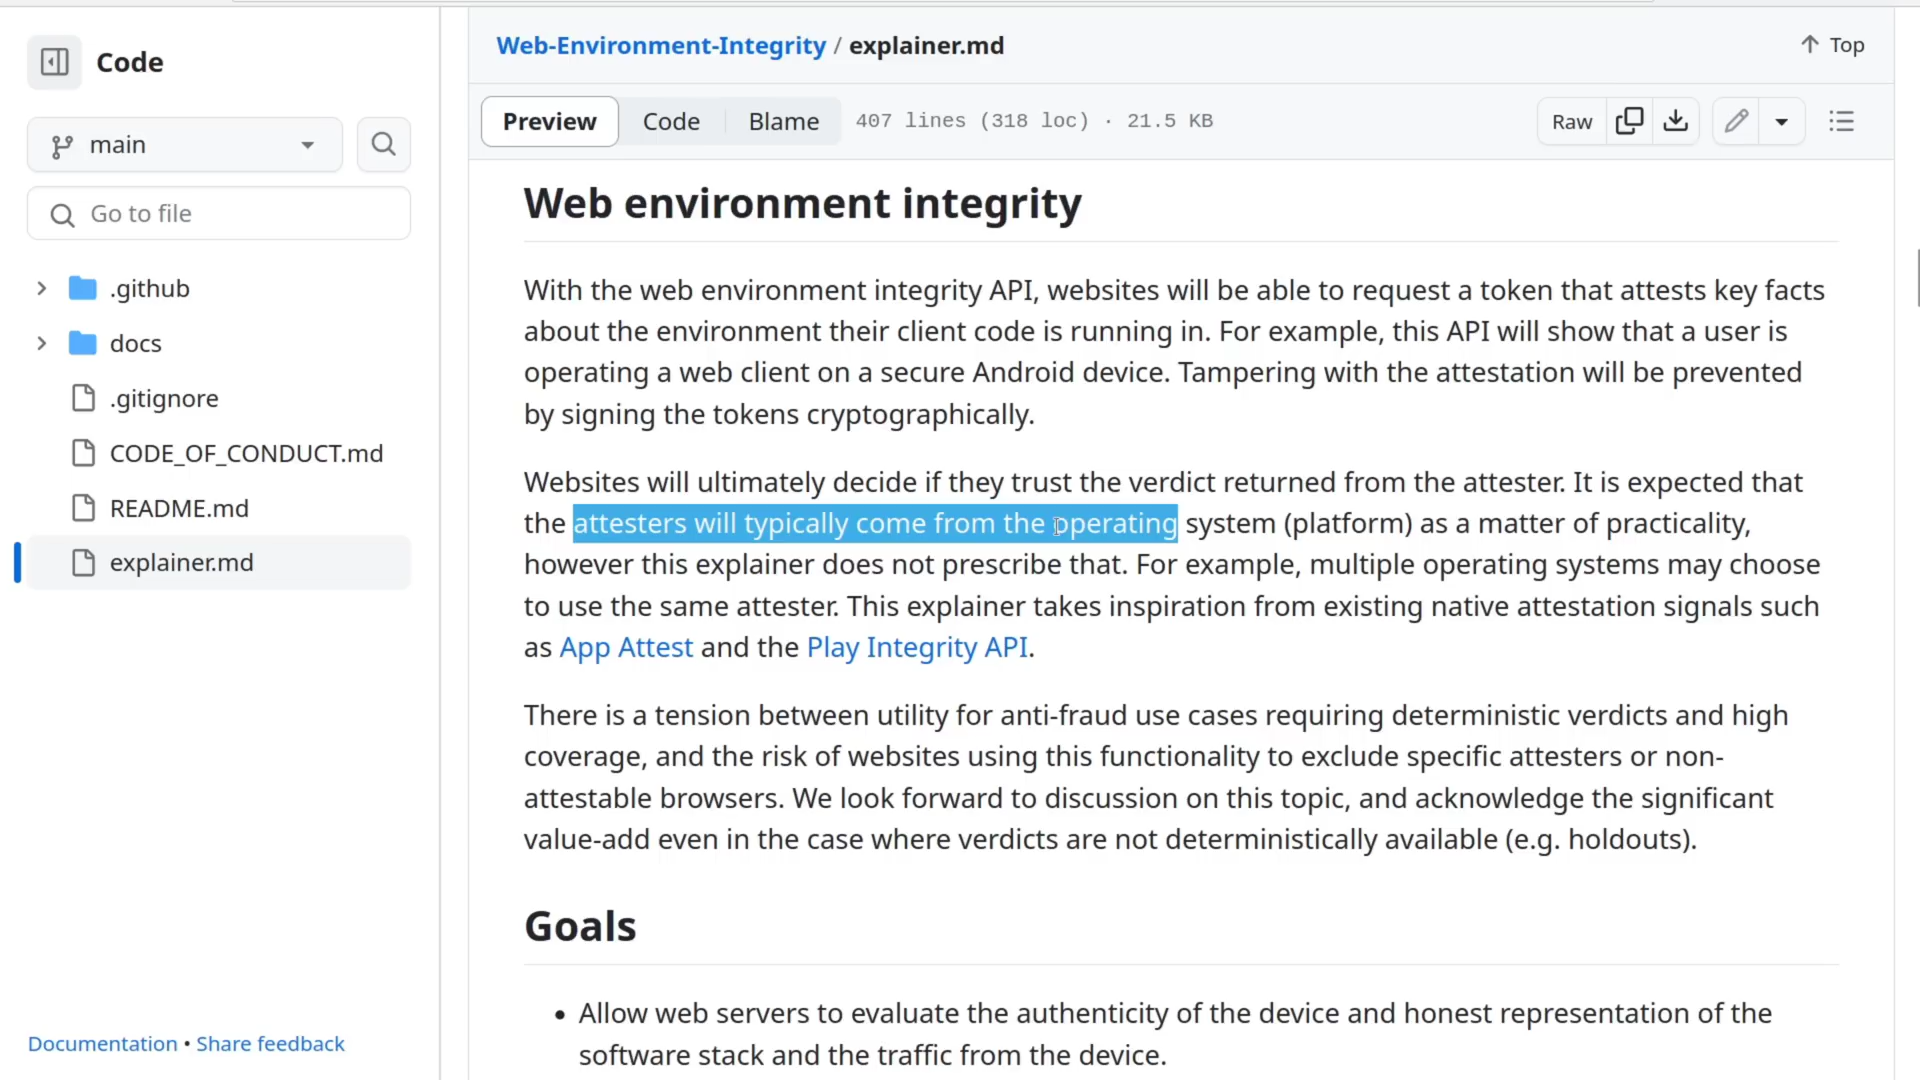 Code
main
Go to file
.github
docs
.gitignore
CODE_OF_CONDUCT.md
README.md
explainer.md
Documentation • Share feedback
Web-Environment-Integrity / explainer.md
Top
Preview Code Blame 407 lines (318 loc) · 21.5 KB
Raw
Web environment integrity
With the web environment integrity API, websites will be able to request a token that attests key facts
about the environment their client code is running in. For example, this API will show that a user is
operating a web client on a secure Android device. Tampering with the attestation will be prevented
by signing the tokens cryptographically.
Websites will ultimately decide if they trust the verdict returned from the attester. It is expected that
the attesters will typically come from the operating system (platform) as a matter of practicality,
however this explainer does not prescribe that. For example, multiple operating systems may choose
to use the same attester. This explainer takes inspiration from existing native attestation signals such
as App Attest and the Play Integrity API.
There is a tension between utility for anti-fraud use cases requiring deterministic verdicts and high
coverage, and the risk of websites using this functionality to exclude specific attesters or non-
attestable browsers. We look forward to discussion on this topic, and acknowledge the significant
value-add even in the case where verdicts are not deterministically available (e.g. holdouts).
Goals
• Allow web servers to evaluate the authenticity of the device and honest representation of the
software stack and the traffic from the device.